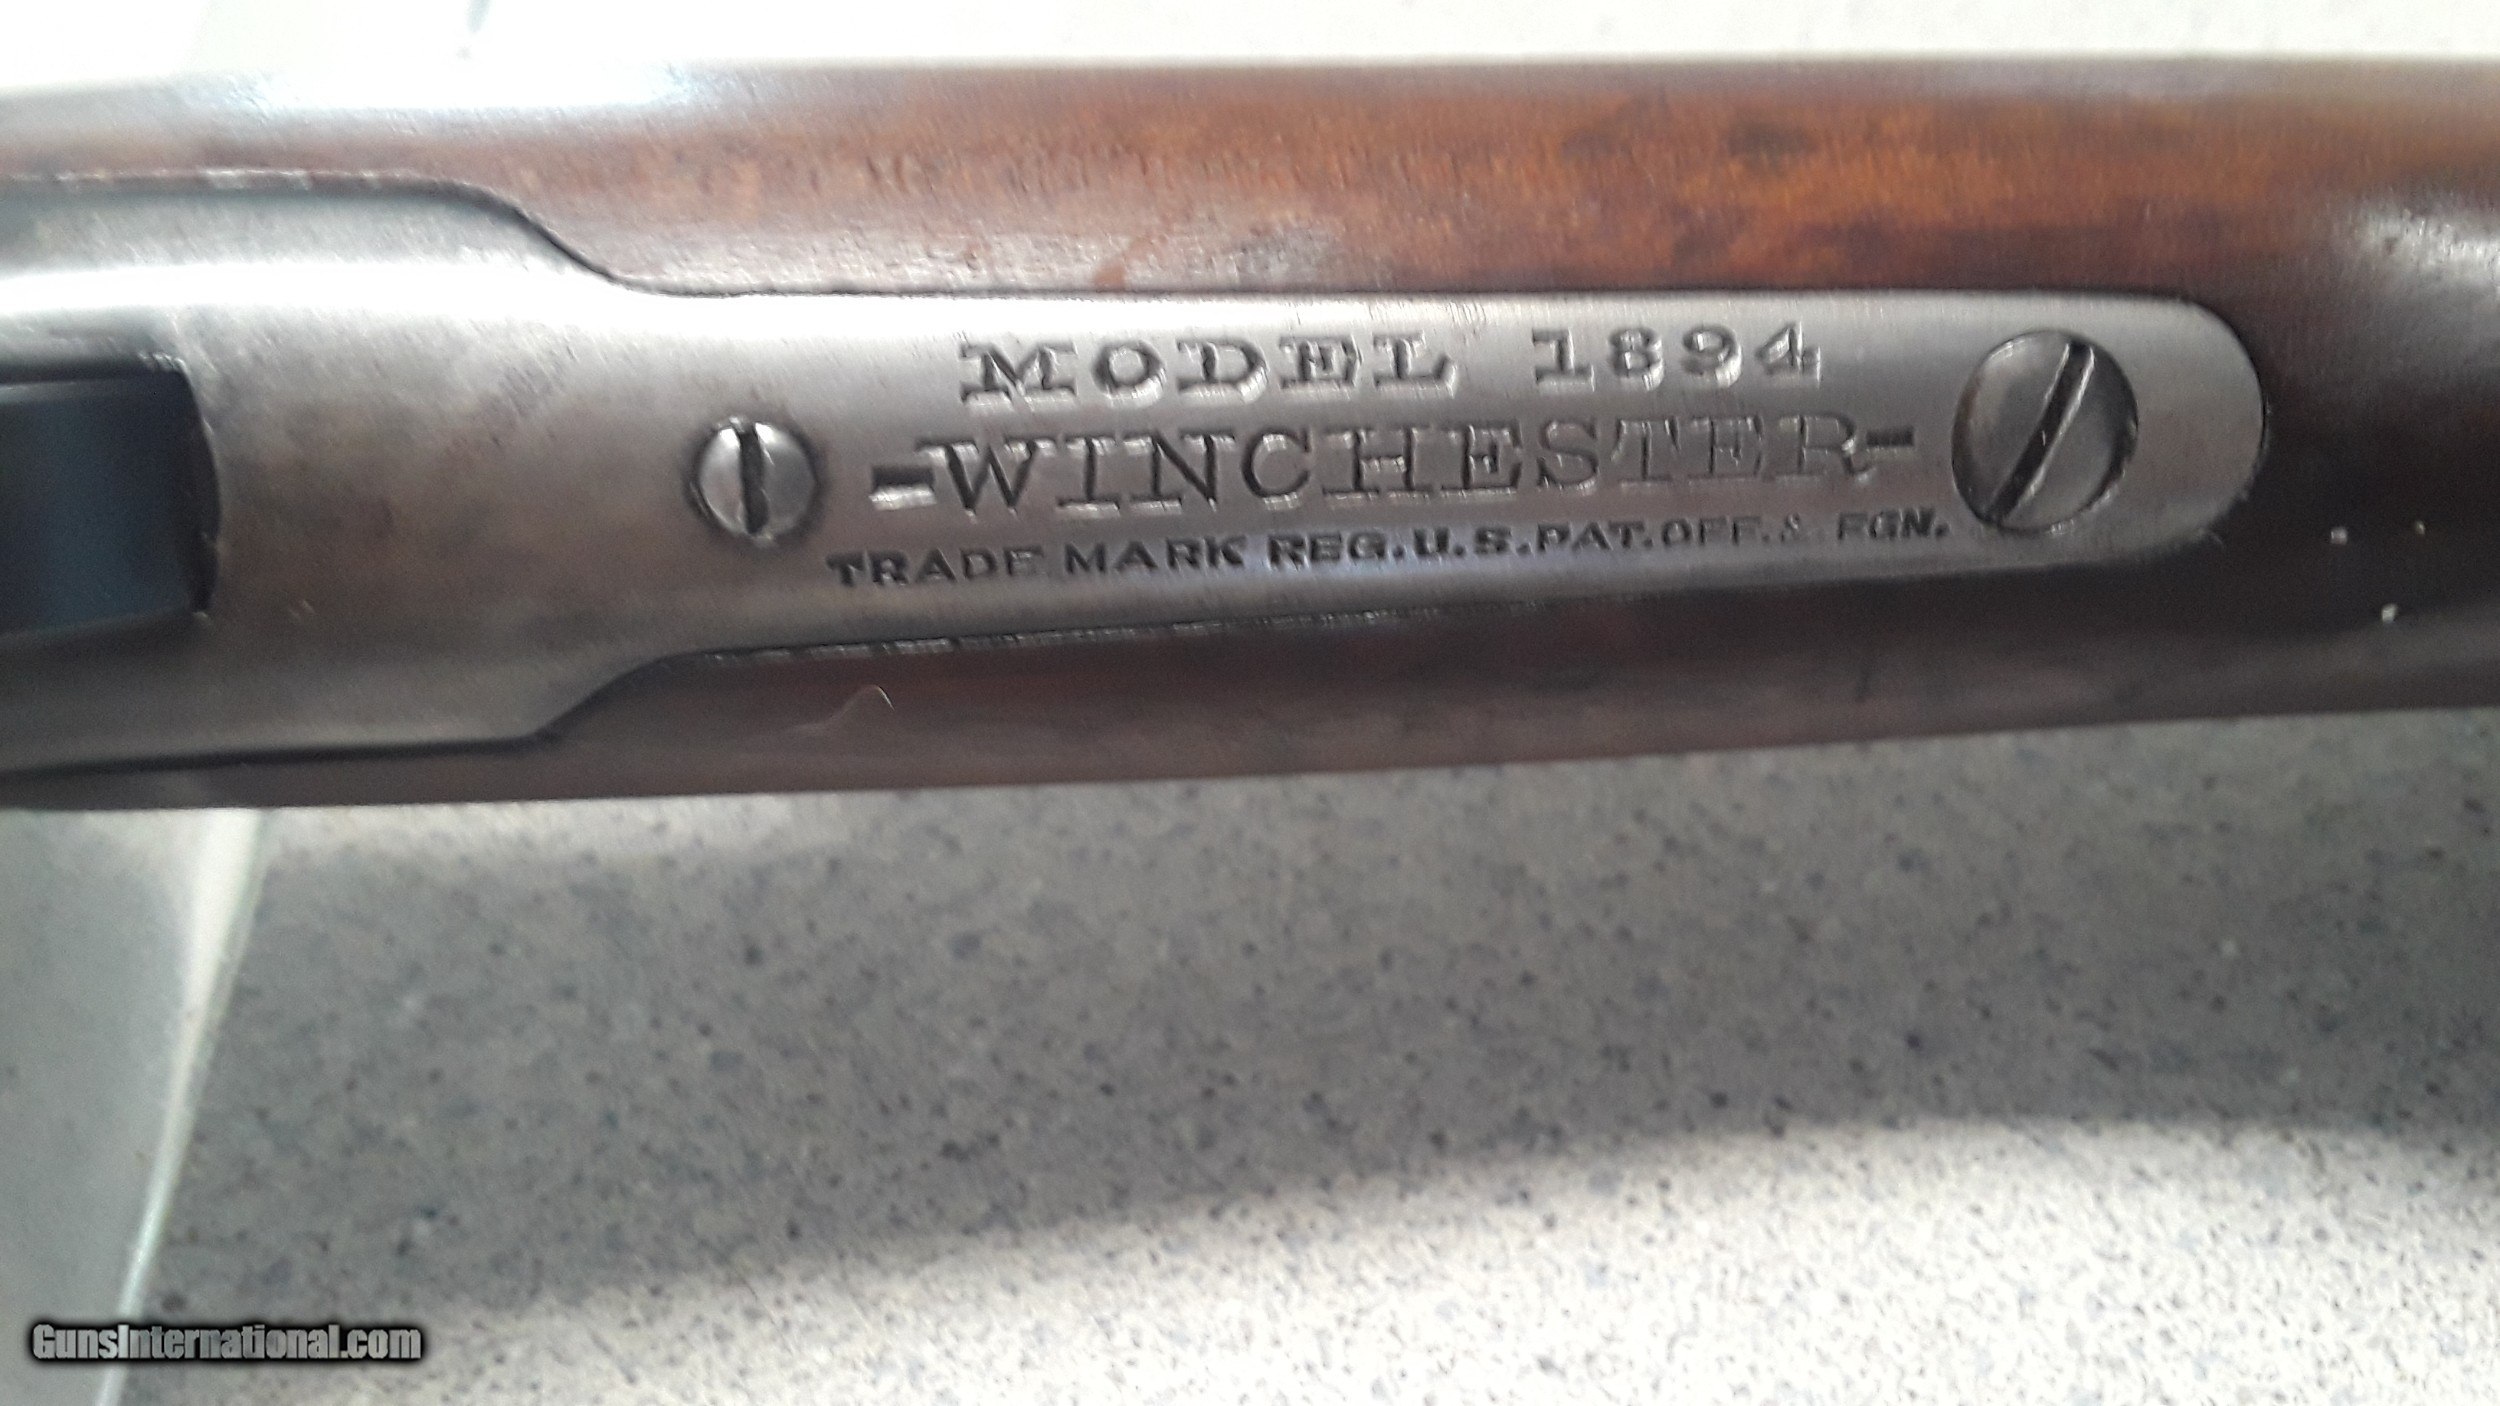 MODEL 1894
-WINCHESTER-
TRADE MARK REG.U.S.PAT.OFF.& FGN.
GunsInternational.com